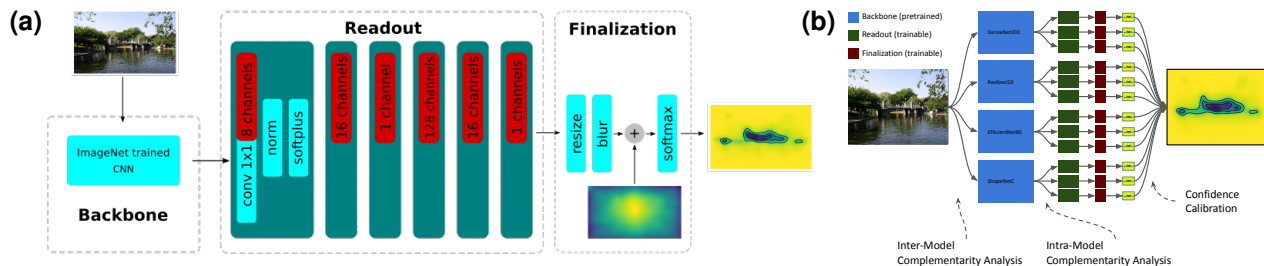 (a)
Readout
Finalization
ImageNet trained
CNN
Backbone
conv 1x1
8 channels
norm
softplus
16 channels
1 channel
128 channels
16 channels
1 channels
resize
blur
+
softmax
(b)
Backbone (pretrained)
Readout (trainable)
Finalization (trainable)
DenseNet201
ResNext50
EfficientNetB5
ShapeNetC
Inter-Model
Complementarity Analysis
Intra-Model
Complementarity Analysis
Confidence
Calibration